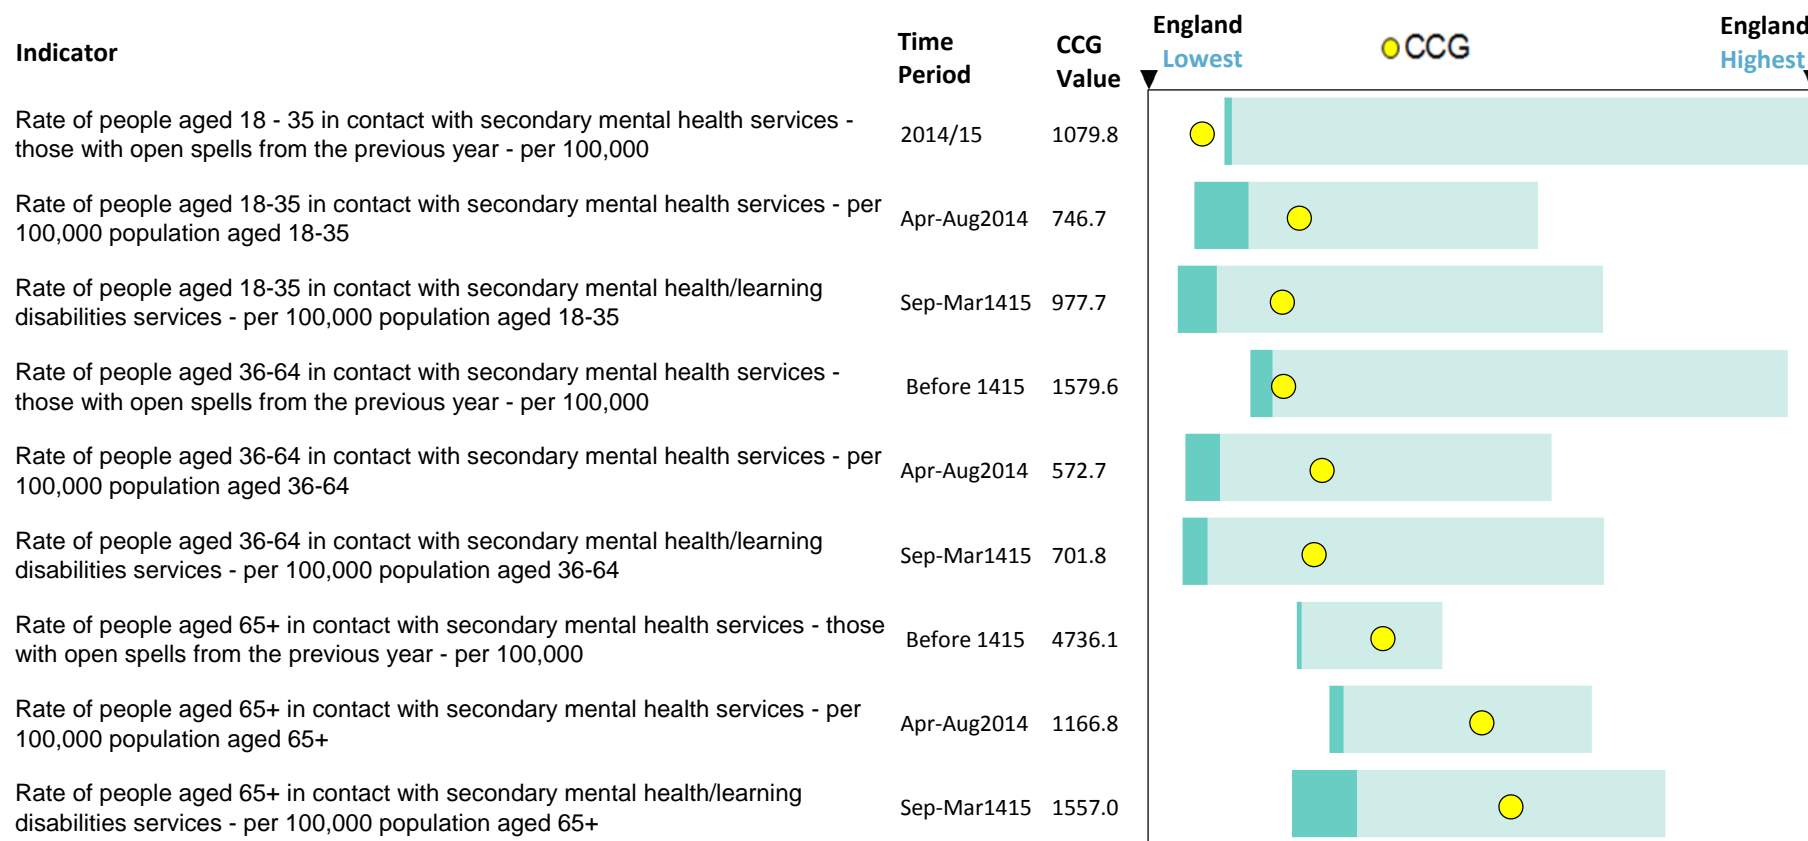 Indicator
Time Period
CCG Value
England Lowest
CCG
England Highest
Rate of people aged 18 - 35 in contact with secondary mental health services -
those with open spells from the previous year - per 100,000
2014/15 1079.8
Rate of people aged 18-35 in contact with secondary mental health services - per
100,000 population aged 18-35
Apr-Aug2014 746.7
Rate of people aged 18-35 in contact with secondary mental health/learning
disabilities services - per 100,000 population aged 18-35
Sep-Mar1415 977.7
Rate of people aged 36-64 in contact with secondary mental health services -
those with open spells from the previous year - per 100,000
Before 1415 1579.6
Rate of people aged 36-64 in contact with secondary mental health services - per
100,000 population aged 36-64
Apr-Aug2014 572.7
Rate of people aged 36-64 in contact with secondary mental health/learning
disabilities services - per 100,000 population aged 36-64
Sep-Mar1415 701.8
Rate of people aged 65+ in contact with secondary mental health services - those
with open spells from the previous year - per 100,000
Before 1415 4736.1
Rate of people aged 65+ in contact with secondary mental health services - per
100,000 population aged 65+
Apr-Aug2014 1166.8
Rate of people aged 65+ in contact with secondary mental health/learning
disabilities services - per 100,000 population aged 65+
Sep-Mar1415 1557.0